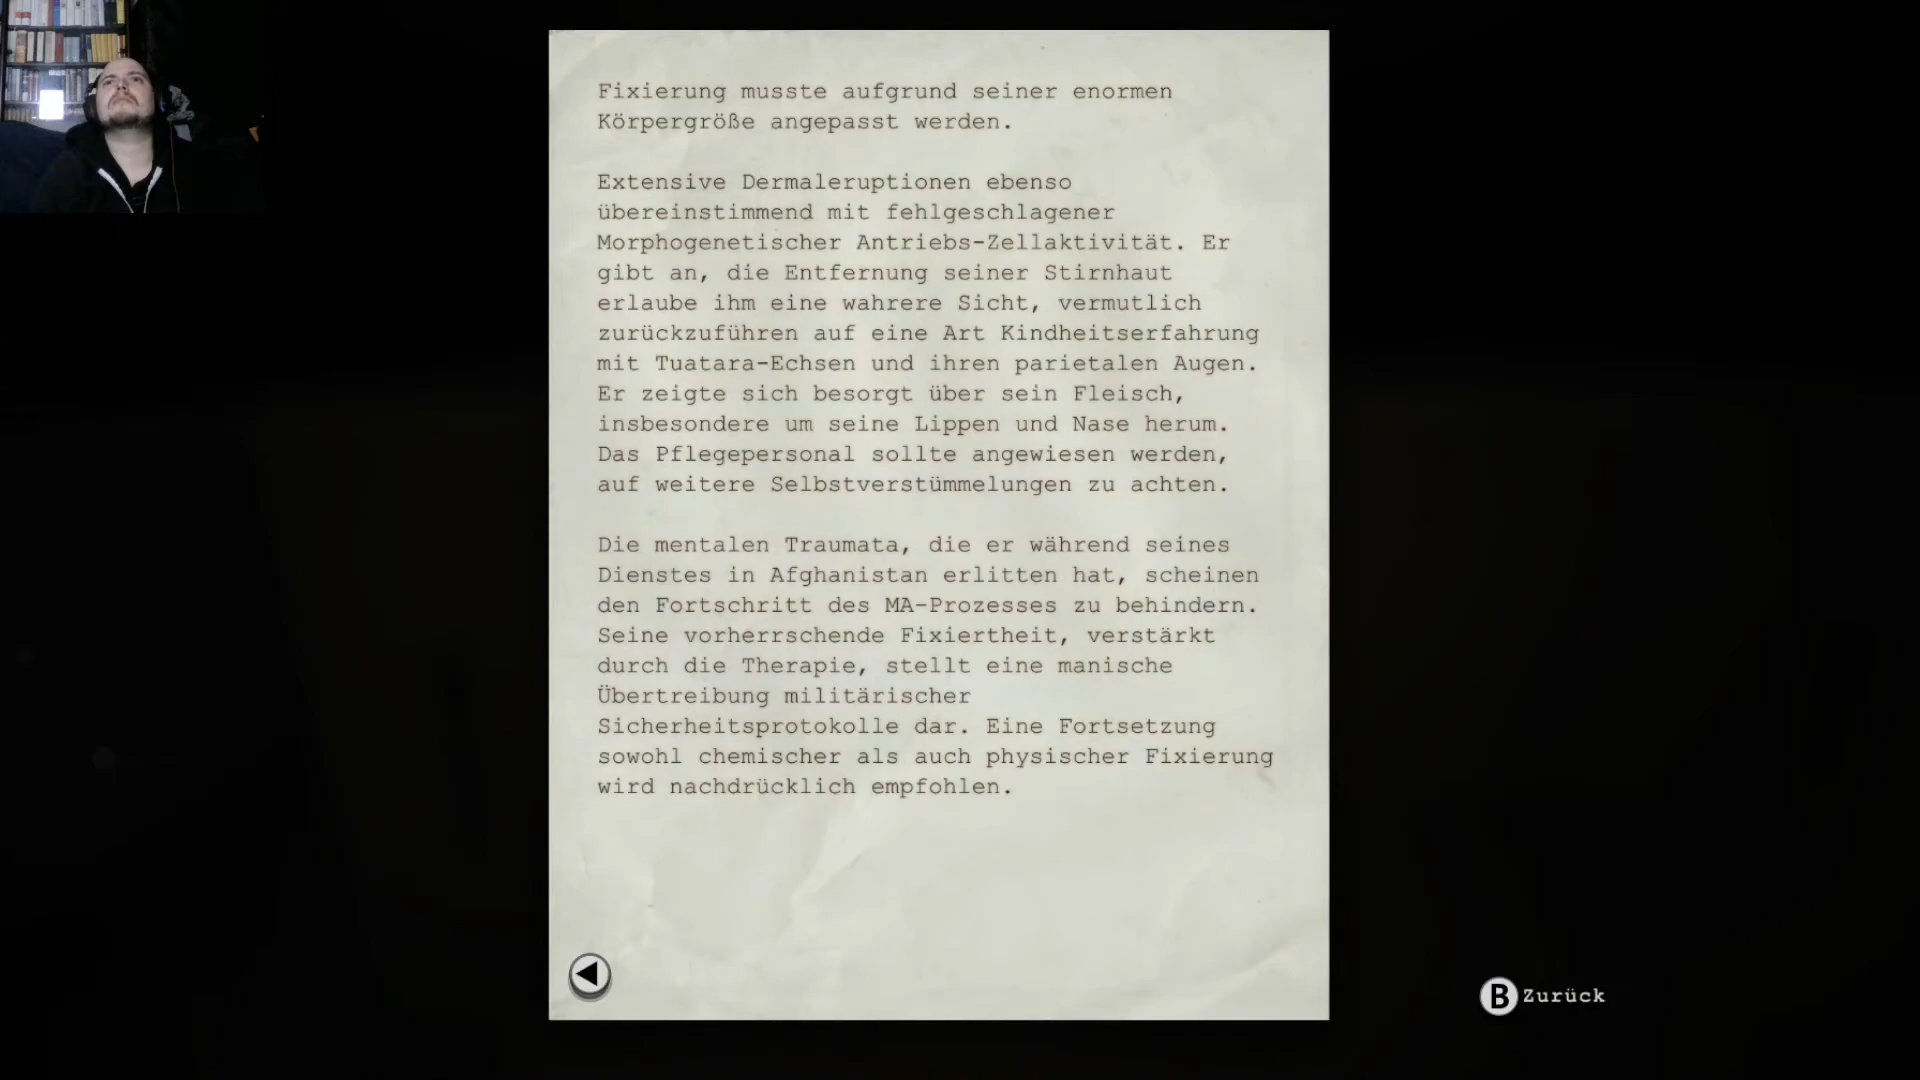 Fixierung musste aufgrund seiner enormen
Körpergröße angepasst werden.
Extensive Dermaleruptionen ebenso
übereinstimmend mit fehlgeschlagener
Morphogenetischer Antriebs-Zellaktivität. Er
gibt an, die Entfernung seiner Stirnhaut
erlaube ihm eine wahrere Sicht, vermutlich
zurückzuführen auf eine Art Kindheitserfahrung
mit Tuatara-Echsen und ihren parietalen Augen.
Er zeigte sich besorgt über sein Fleisch,
insbesondere um seine Lippen und Nase herum.
Das Pflegepersonal sollte angewiesen werden,
auf weitere Selbstverstümmelungen zu achten.
Die mentalen Traumata, die er während seines
Dienstes in Afghanistan erlitten hat, scheinen
den Fortschritt des MA-Prozesses zu behindern.
Seine vorherrschende Fixiertheit, verstärkt
durch die Therapie, stellt eine manische
Übertreibung militärischer
Sicherheitsprotokolle dar. Eine Fortsetzung
sowohl chemischer als auch physischer Fixierung
wird nachdrücklich empfohlen.
B Zurück